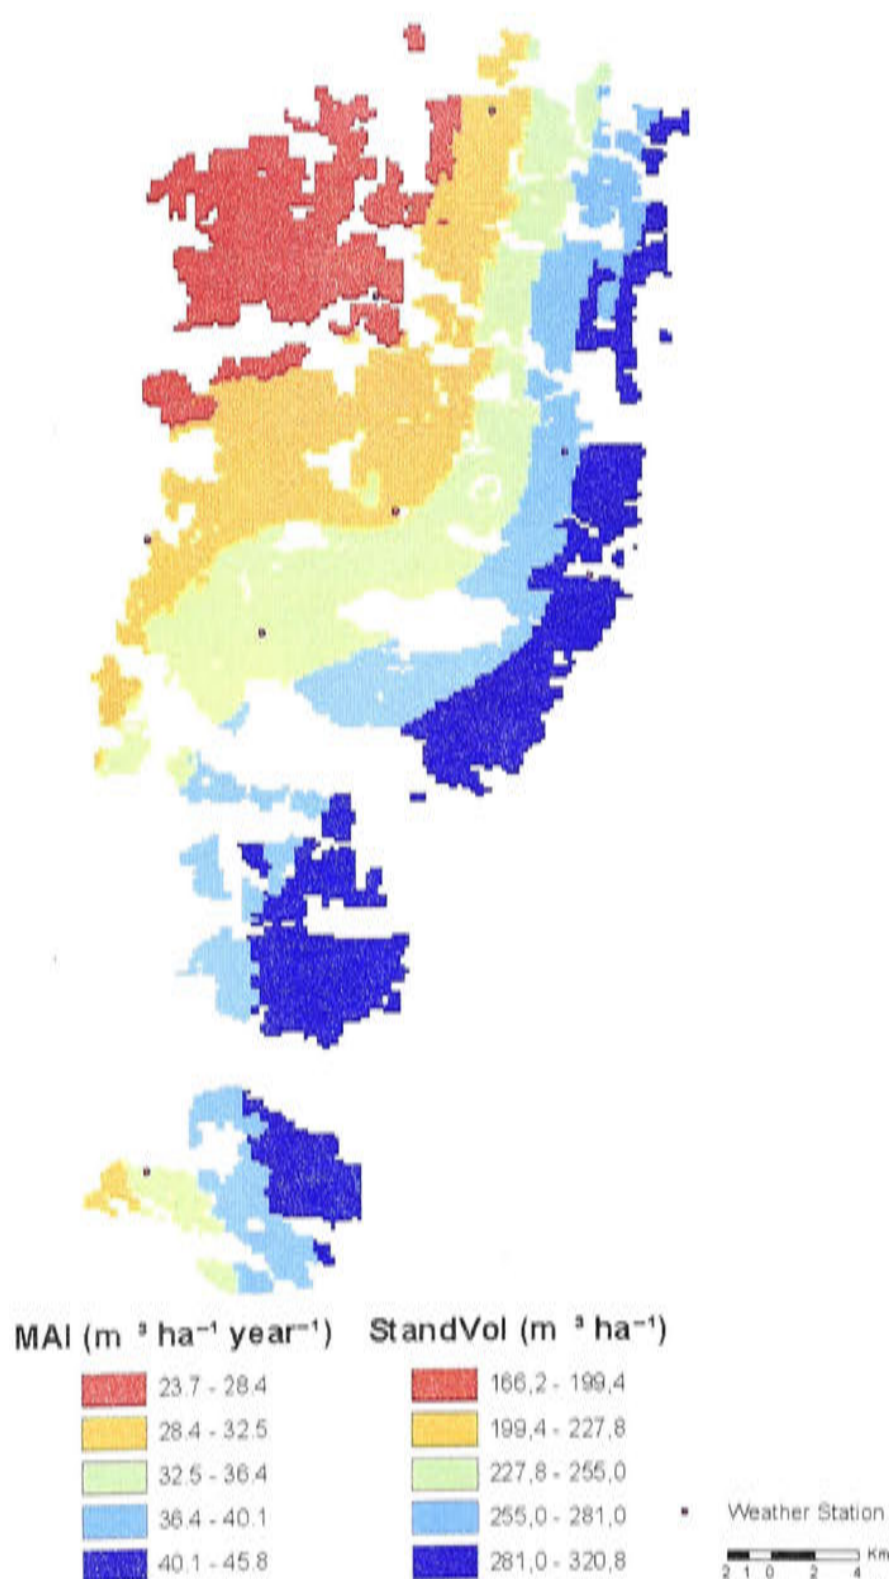 MAI (m ³ ha⁻¹ year⁻¹)
23.7 - 28.4
28.4 - 32.5
32.5 - 36.4
36.4 - 40.1
40.1 - 45.8
StandVol (m ³ ha⁻¹)
166,2 - 199,4
199,4 - 227,8
227,8 - 255,0
255,0 - 281,0
281,0 - 320,8
Weather Station
Km
2 1 0 2 4